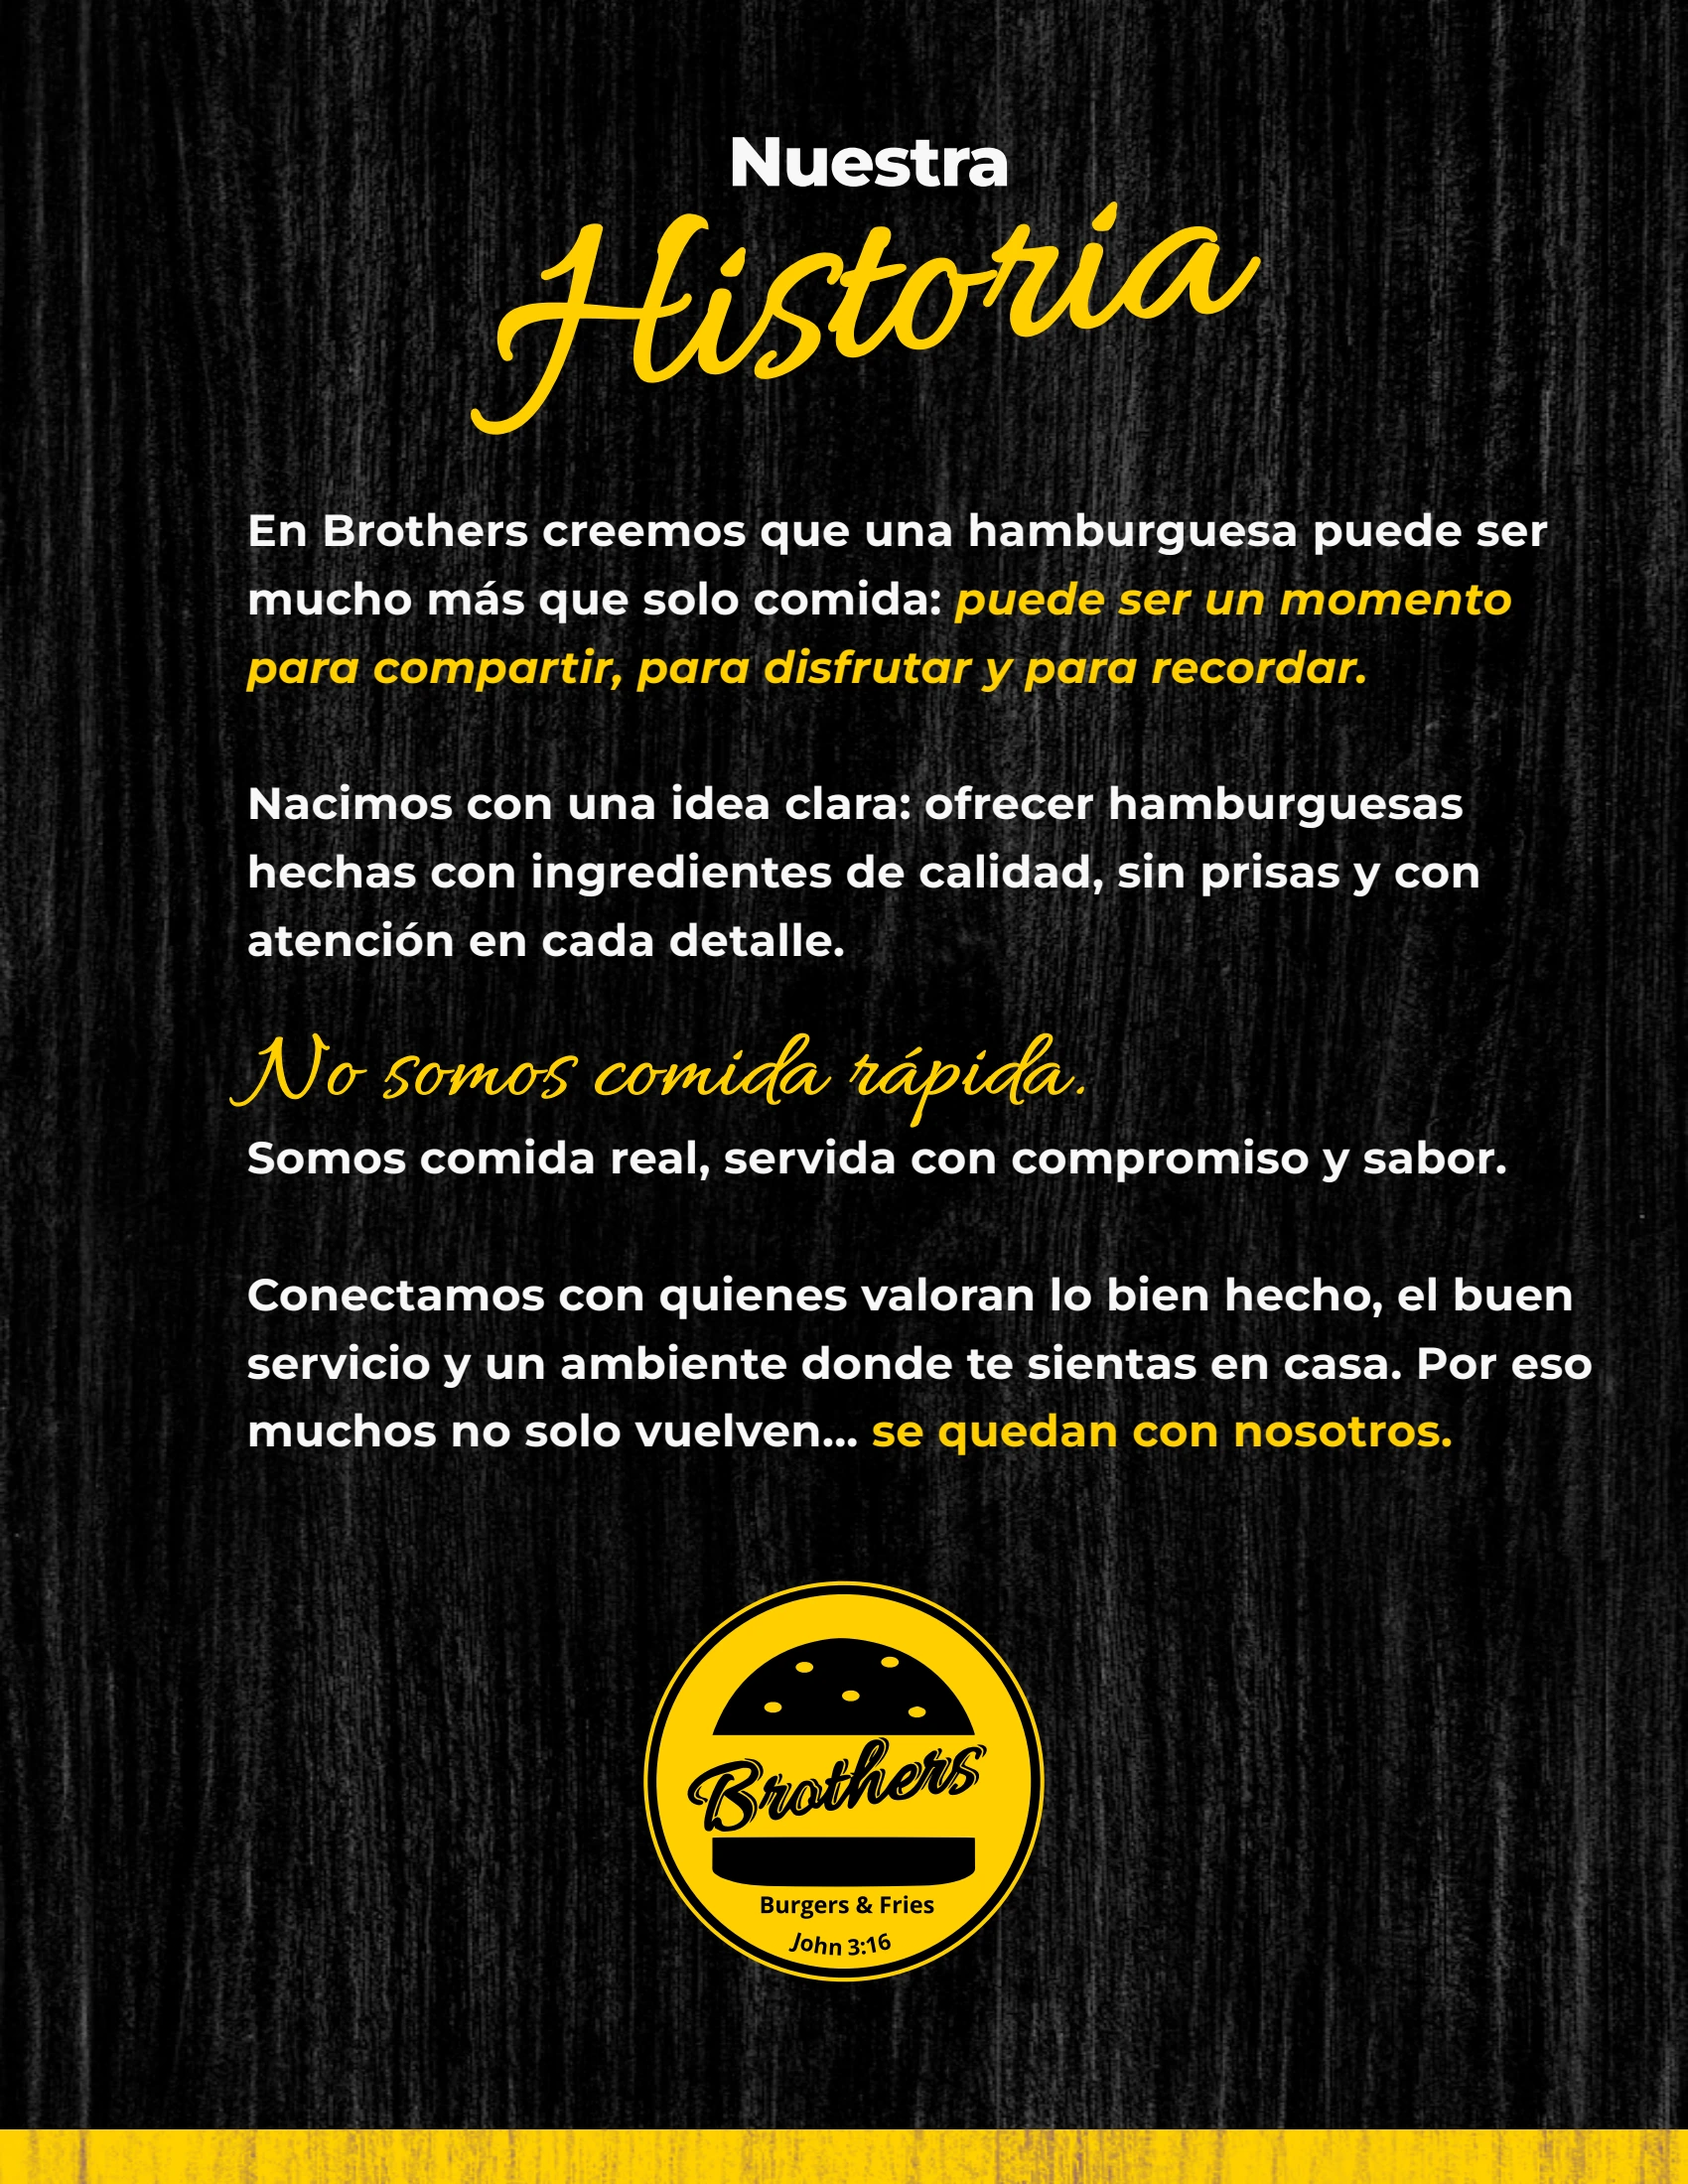 Nuestra
Historia
En Brothers creemos que una hamburguesa puede ser
mucho más que solo comida: puede ser un momento
para compartir, para disfrutar y para recordar.
Nacimos con una idea clara: ofrecer hamburguesas
hechas con ingredientes de calidad, sin prisas y con
atención en cada detalle.
No somos comida rápida.
Somos comida real, servida con compromiso y sabor.
Conectamos con quienes valoran lo bien hecho, el buen
servicio y un ambiente donde te sientas en casa. Por eso
muchos no solo vuelven... se quedan con nosotros.
Brothers
Burgers & Fries
John 3:16